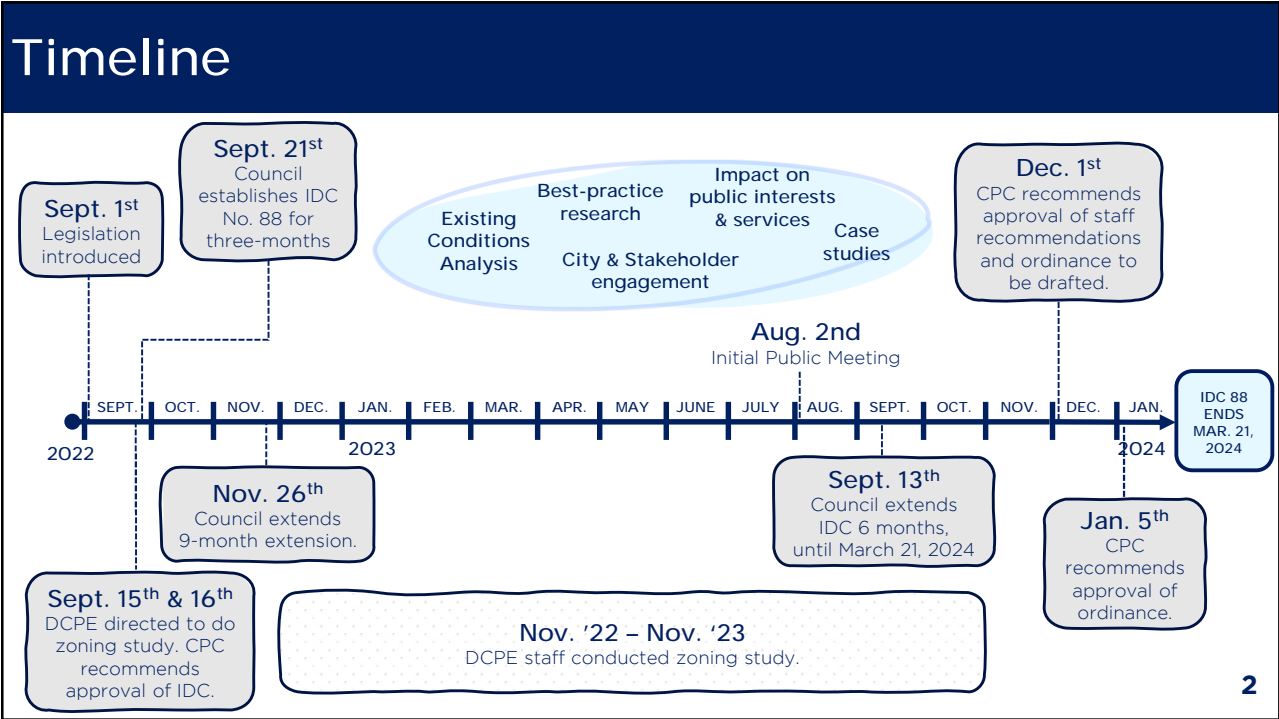 Timeline
Sept. 1st
Legislation
introduced
Sept. 21st
Council
establishes IDC
No. 88 for
three-months
Existing
Conditions
Analysis
Best-practice
research
Impact on
public interests
& services
City & Stakeholder
engagement
Case
studies
Dec. 1st
CPC recommends
approval of staff
recommendations
and ordinance to
be drafted.
Aug. 2nd
Initial Public Meeting
SEPT. OCT. NOV. DEC. JAN. FEB. MAR. APR. MAY JUNE JULY AUG. SEPT. OCT. NOV. DEC. JAN.
2022 2023 2024
IDC 88
ENDS
MAR. 21,
2024
Nov. 26th
Council extends
9-month extension.
Sept. 13th
Council extends
IDC 6 months,
until March 21, 2024
Jan. 5th
CPC
recommends
approval of
ordinance.
Sept. 15th & 16th
DCPE directed to do
zoning study. CPC
recommends
approval of IDC.
Nov. ’22 – Nov. ‘23
DCPE staff conducted zoning study.
2